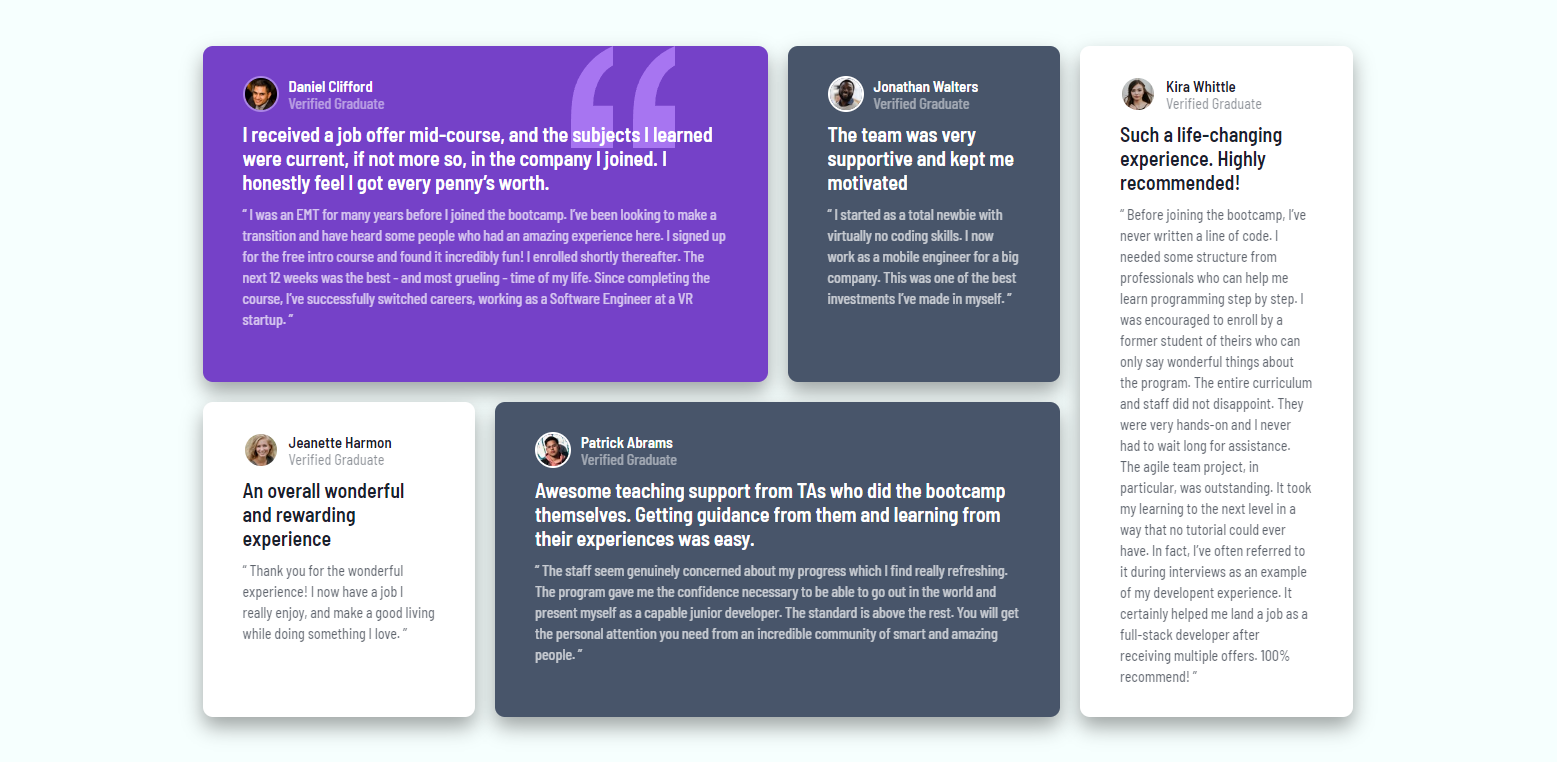 “
Daniel Clifford
Verified Graduate
I received a job offer mid-course, and the subjects I learned
were current, if not more so, in the company I joined. I
honestly feel I got every penny’s worth.
“ I was an EMT for many years before I joined the bootcamp. I’ve been looking to make a
transition and have heard some people who had an amazing experience here. I signed up
for the free intro course and found it incredibly fun! I enrolled shortly thereafter. The
next 12 weeks was the best – and most grueling – time of my life. Since completing the
course, I’ve successfully switched careers, working as a Software Engineer at a VR
startup. ”
Jonathan Walters
Verified Graduate
The team was very
supportive and kept me
motivated
“ I started as a total newbie with
virtually no coding skills. I now
work as a mobile engineer for a big
company. This was one of the best
investments I’ve made in myself. ”
Kira Whittle
Verified Graduate
Such a life-changing
experience. Highly
recommended!
“ Before joining the bootcamp, I’ve
never written a line of code. I
needed some structure from
professionals who can help me
learn programming step by step. I
was encouraged to enroll by a
former student of theirs who can
only say wonderful things about
the program. The entire curriculum
and staff did not disappoint. They
were very hands-on and I never
had to wait long for assistance.
The agile team project, in
particular, was outstanding. It took
my learning to the next level in a
way that no tutorial could ever
have. In fact, I’ve often referred to
it during interviews as an example
of my developent experience. It
certainly helped me land a job as a
full-stack developer after
receiving multiple offers. 100%
recommend! ”
Jeanette Harmon
Verified Graduate
An overall wonderful
and rewarding
experience
“ Thank you for the wonderful
experience! I now have a job I
really enjoy, and make a good living
while doing something I love. ”
Patrick Abrams
Verified Graduate
Awesome teaching support from TAs who did the bootcamp
themselves. Getting guidance from them and learning from
their experiences was easy.
“ The staff seem genuinely concerned about my progress which I find really refreshing.
The program gave me the confidence necessary to be able to go out in the world and
present myself as a capable junior developer. The standard is above the rest. You will get
the personal attention you need from an incredible community of smart and amazing
people. ”